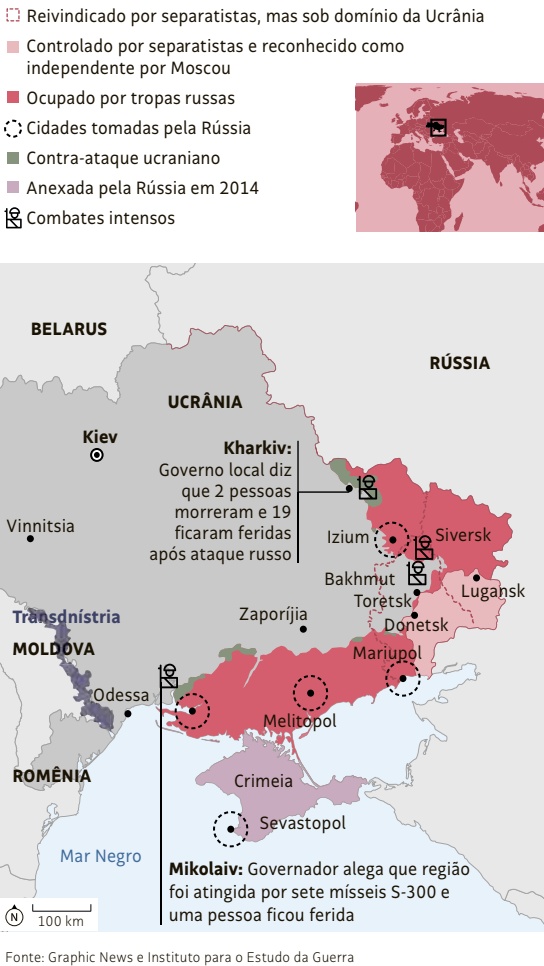 Reivindicado por separatistas, mas sob domínio da Ucrânia
Controlado por separatistas e reconhecido como
independente por Moscou
Ocupado por tropas russas
Cidades tomadas pela Rússia
Contra-ataque ucraniano
Anexada pela Rússia em 2014
Combates intensos
BELARUS
RÚSSIA
UCRÂNIA
Kiev
Kharkiv:
Governo local diz
que 2 pessoas
morreram e 19
ficaram feridas
após ataque russo
Vinnitsia
Izium
Siversk
Bakhmut
Lugansk
Toretsk
Zaporíjia
Donetsk
Transdnístria
MOLDOVA
Mariupol
Odessa
Melitopol
ROMÊNIA
Crimeia
Sevastopol
Mar Negro
Mikolaiv: Governador alega que região
foi atingida por sete mísseis S-300 e
uma pessoa ficou ferida
N
100 km
Fonte: Graphic News e Instituto para o Estudo da Guerra